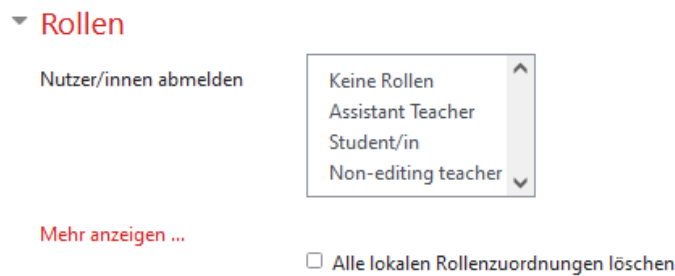 Rollen
Nutzer/innen abmelden
Keine Rollen
Assistant Teacher
Student/in
Non-editing teacher
Mehr anzeigen ...
Alle lokalen Rollenzuordnungen löschen